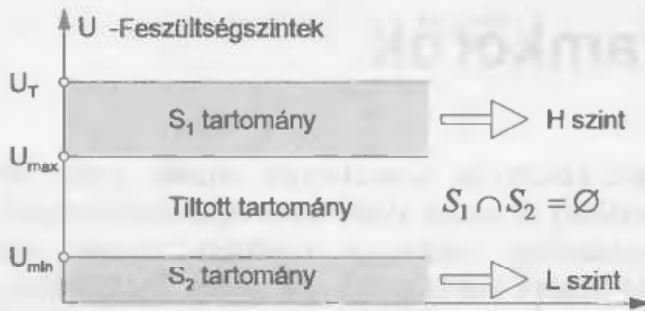 U -Feszültségszintek
U_T
S₁ tartomány
H szint
U_max
Tiltott tartomány
S₁ ∩ S₂ = ∅
U_min
S₂ tartomány
L szint